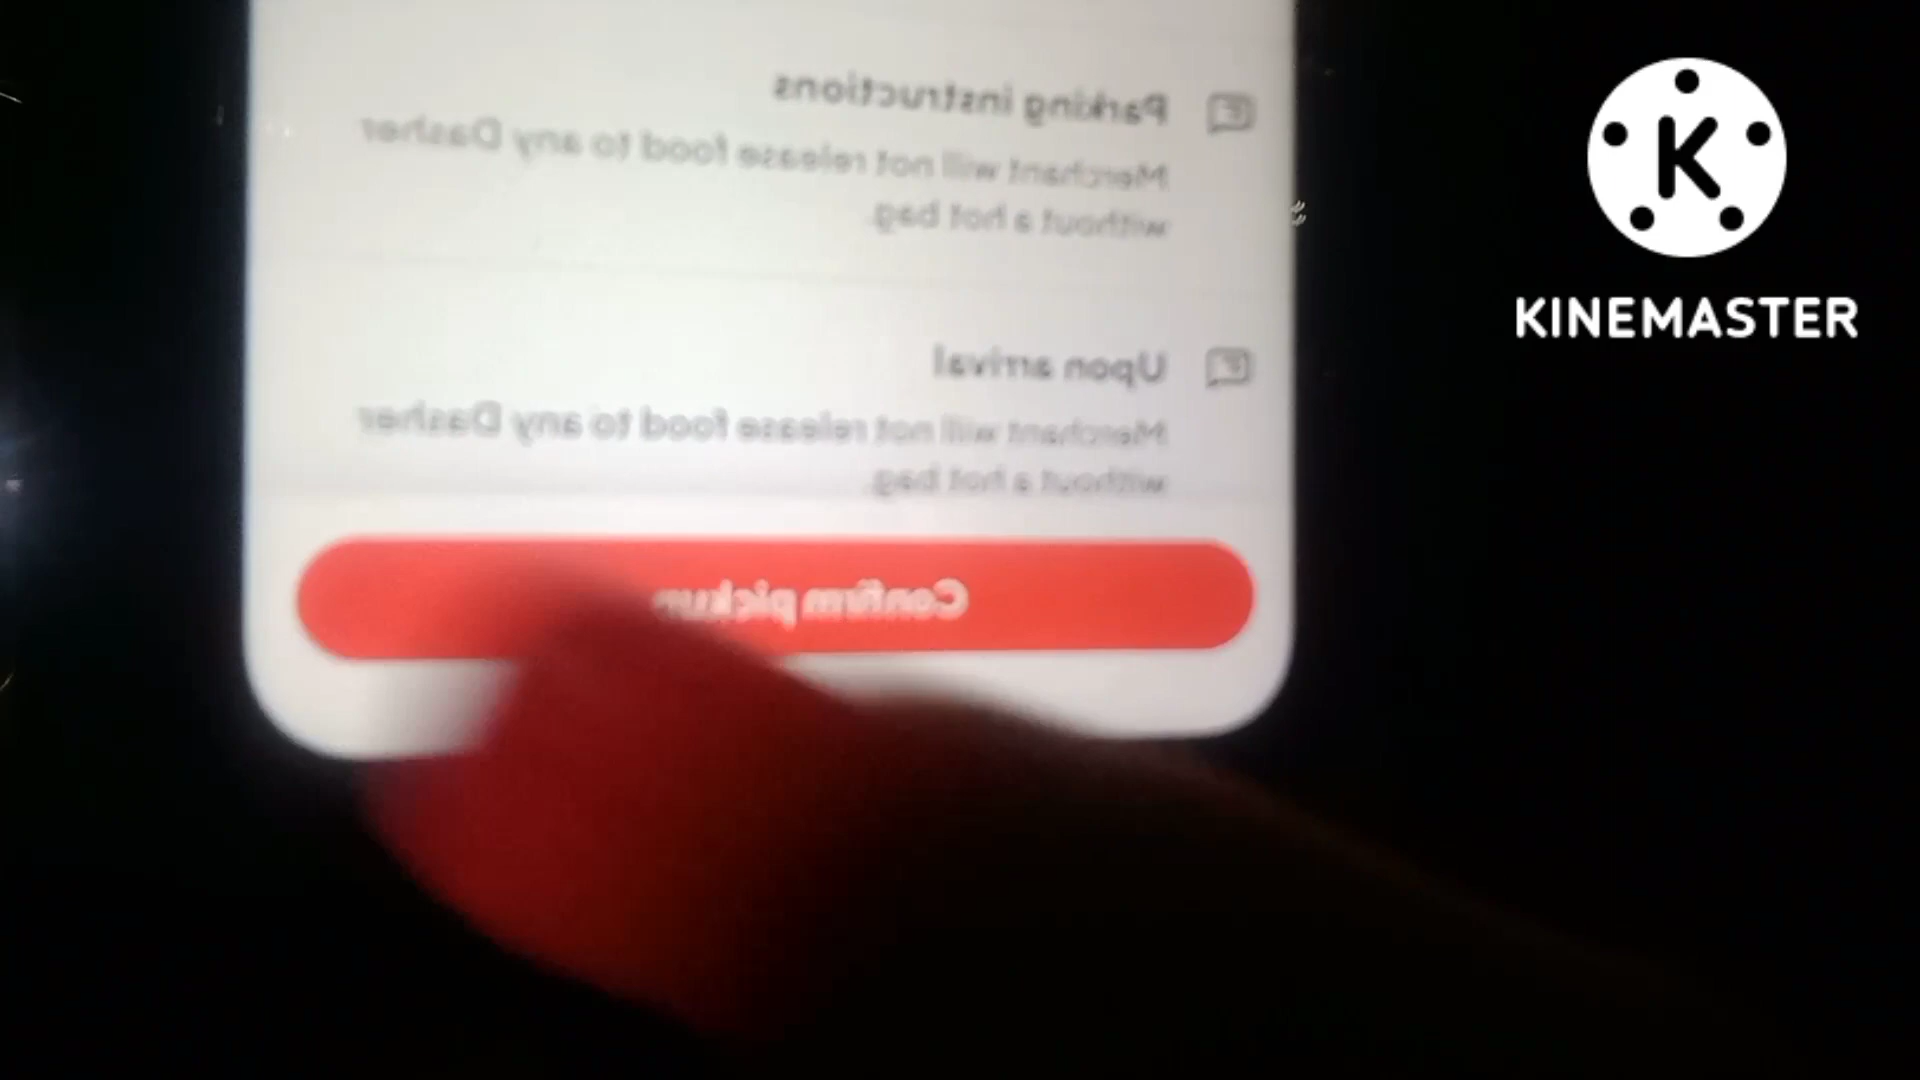 Parking instructions
Merchant will not release food to any Dasher
without a hot bag.
Upon arrival
Merchant will not release food to any Dasher
without a hot bag.
Confirm pickup
K
KINEMASTER